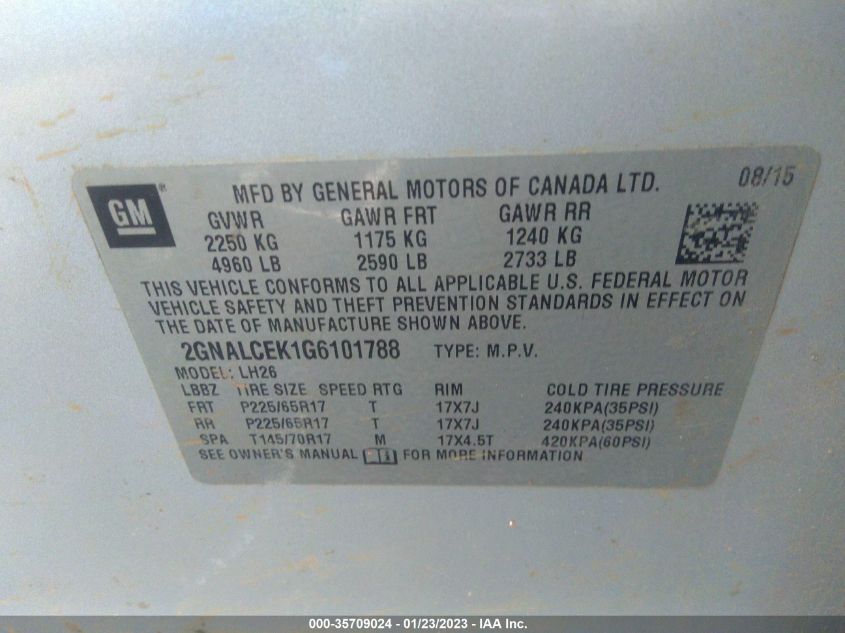 GM®
MFD BY GENERAL MOTORS OF CANADA LTD. 08/15
GVWR GAWR FRT GAWR RR
2250 KG 1175 KG 1240 KG
4960 LB 2590 LB 2733 LB
THIS VEHICLE CONFORMS TO ALL APPLICABLE U.S. FEDERAL MOTOR
VEHICLE SAFETY AND THEFT PREVENTION STANDARDS IN EFFECT ON
THE DATE OF MANUFACTURE SHOWN ABOVE.
2GNALCEK1G6101788 TYPE: M.P.V.
MODEL: LH26
LBBZ TIRE SIZE SPEED RTG RIM COLD TIRE PRESSURE
FRT P225/65R17 T 17X7J 240KPA(35PSI)
RR P225/65R17 T 17X7J 240KPA(35PSI)
SPA T145/70R17 M 17X4.5T 420KPA(60PSI)
SEE OWNER'S MANUAL FOR MORE INFORMATION
000-35709024 — 01/23/2023 — IAA Inc.